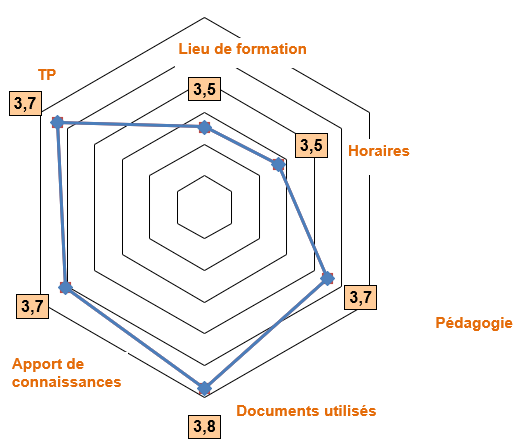 Lieu de formation
TP
3,5
3,7
3,5
Horaires
3,7
3,7
Pédagogie
Apport de
connaissances
Documents utilisés
3,8